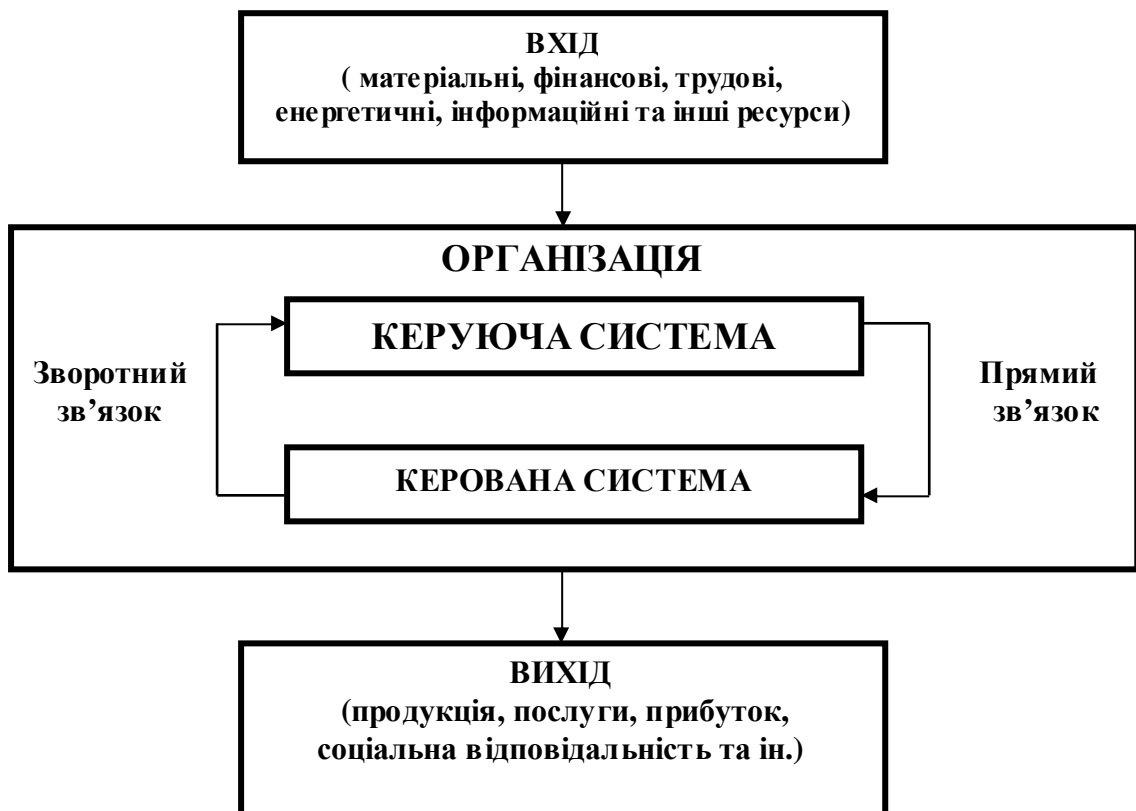 ВХІД
( матеріальні, фінансові, трудові,
енергетичні, інформаційні та інші ресурси)
ОРГАНІЗАЦІЯ
КЕРУЮЧА СИСТЕМА
Зворотний
зв’язок
Прямий
зв’язок
КЕРОВАНА СИСТЕМА
ВИХІД
(продукція, послуги, прибуток,
соціальна відповідальність та ін.)